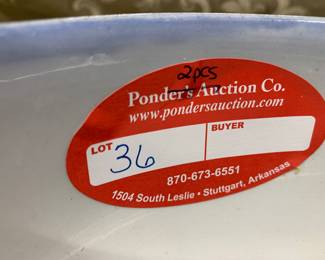 2pcs
Ponder's Auction Co.
www.pondersauction.com
LOT 36 BUYER
870-673-6551
1504 South Leslie • Stuttgart, Arkansas